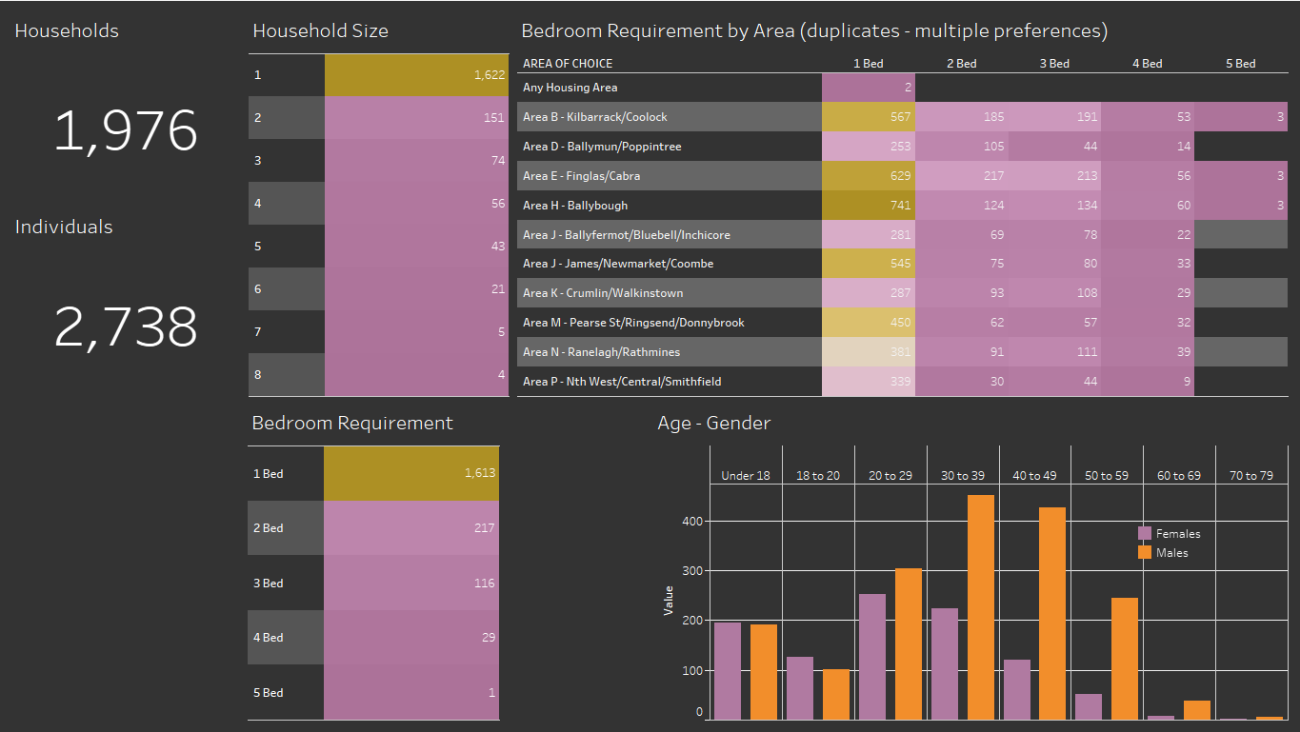 Households
1,976
Individuals
2,738
Household Size
1 1,622
2 151
3 74
4 56
5 43
6 21
7 5
8 4
Bedroom Requirement by Area (duplicates - multiple preferences)
AREA OF CHOICE 1 Bed 2 Bed 3 Bed 4 Bed 5 Bed
Any Housing Area 2
Area B - Kilbarrack/Coolock 567 185 191 53 3
Area D - Ballymun/Poppintree 253 105 44 14
Area E - Finglas/Cabra 629 217 213 56 3
Area H - Ballybough 741 124 134 60 3
Area J - Ballyfermot/Bluebell/Inchicore 281 69 78 22
Area J - James/Newmarket/Coombe 545 75 80 33
Area K - Crumlin/Walkinstown 287 93 108 29
Area M - Pearse St/Ringsend/Donnybrook 450 62 57 32
Area N - Ranelagh/Rathmines 381 91 111 39
Area P - Nth West/Central/Smithfield 339 30 44 9
Bedroom Requirement
1 Bed 1,613
2 Bed 217
3 Bed 116
4 Bed 29
5 Bed 1
Age - Gender
Under 18 18 to 20 20 to 29 30 to 39 40 to 49 50 to 59 60 to 69 70 to 79
400
300
200
100
0
Value
Females
Males